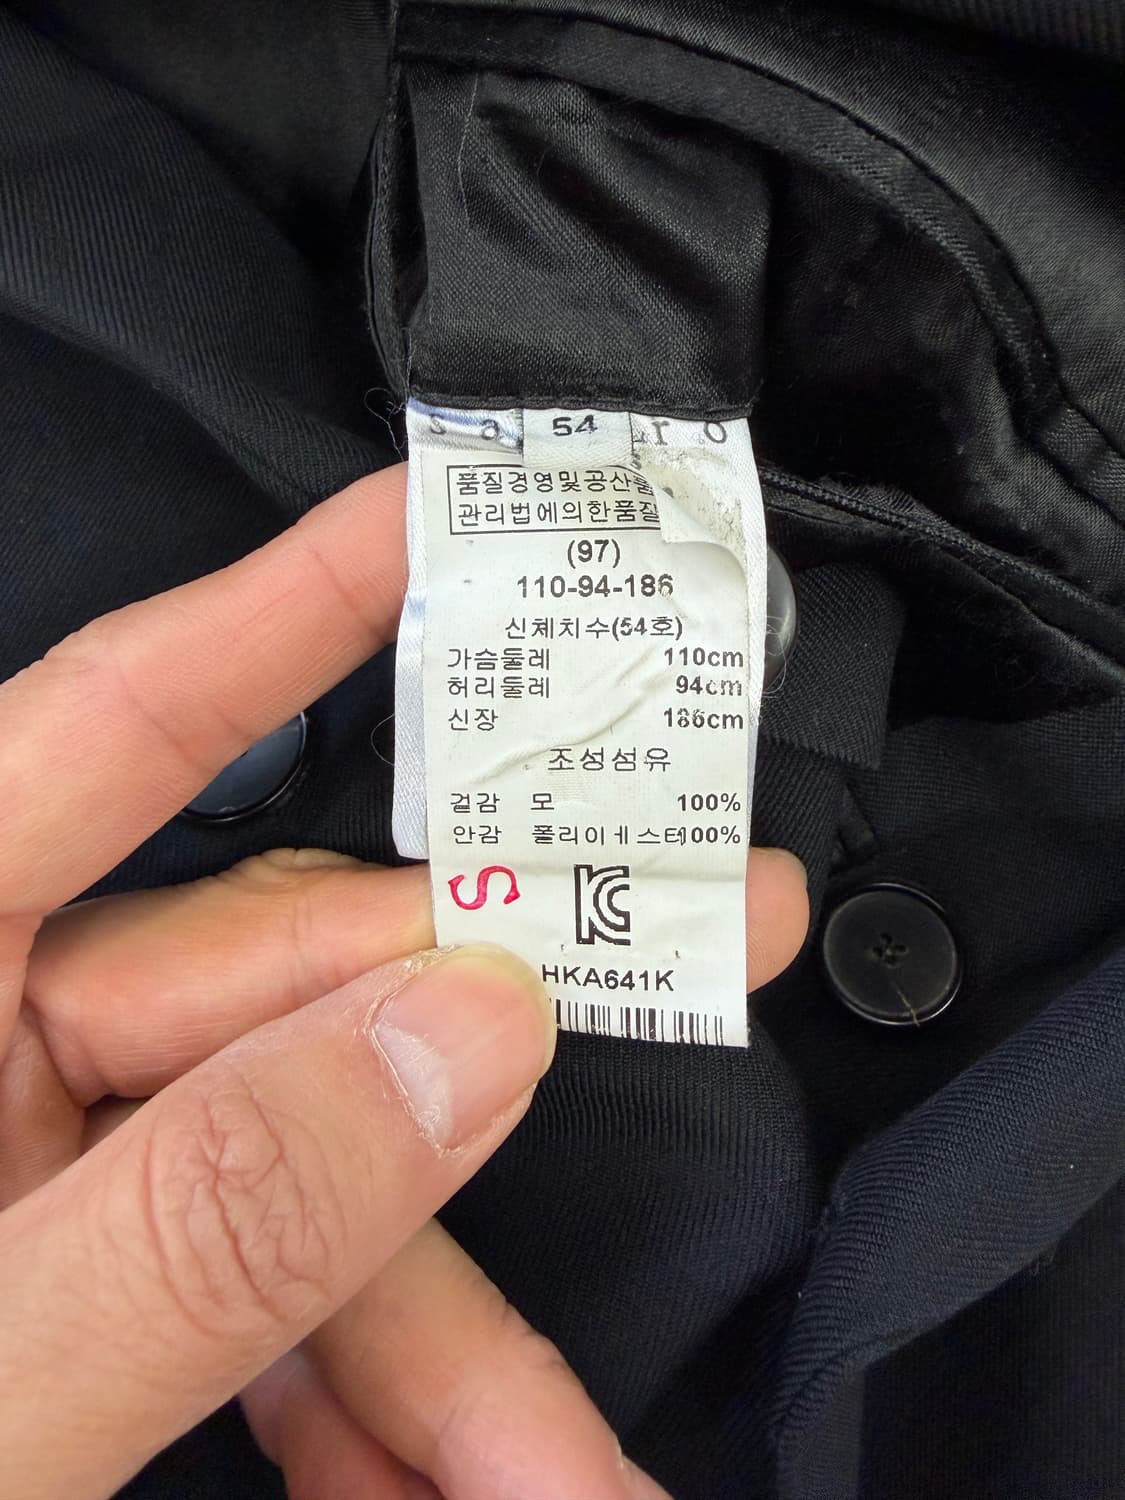 s a 54 r o
품질경영및공산품
관리법에의한품질
(97)
110-94-186
신체치수(54호)
가슴둘레 110cm
허리둘레 94cm
신장 186cm
조성섬유
겉감 모 100%
안감 폴리에스터 100%
S
KC
HKA641K